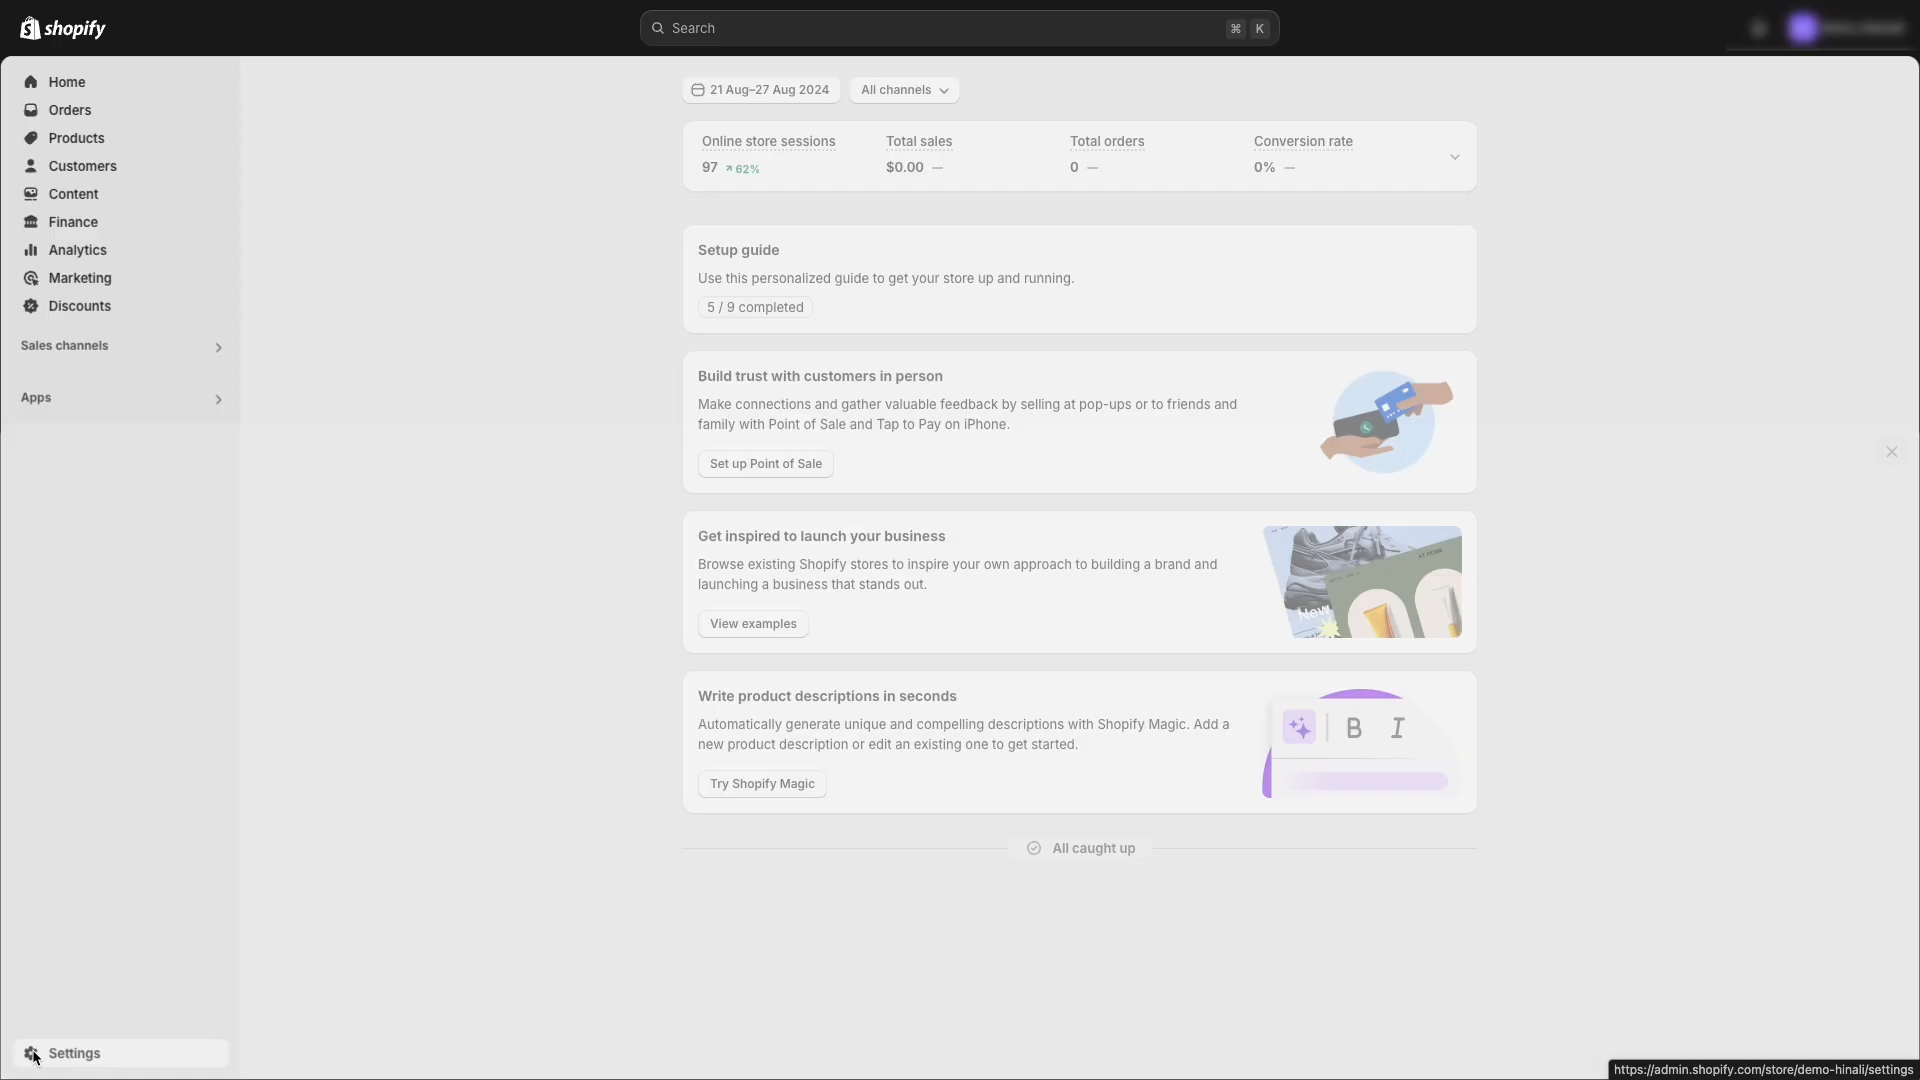 shopify
Search
⌘ K
Home
Orders
Products
Customers
Content
Finance
Analytics
Marketing
Discounts
Sales channels
Apps
Settings
21 Aug–27 Aug 2024
All channels
Online store sessions
97 62%
Total sales
$0.00 —
Total orders
0 —
Conversion rate
0% —
Setup guide
Use this personalized guide to get your store up and running.
5 / 9 completed
Build trust with customers in person
Make connections and gather valuable feedback by selling at pop-ups or to friends and
family with Point of Sale and Tap to Pay on iPhone.
Set up Point of Sale
Get inspired to launch your business
Browse existing Shopify stores to inspire your own approach to building a brand and
launching a business that stands out.
View examples
New
Write product descriptions in seconds
Automatically generate unique and compelling descriptions with Shopify Magic. Add a
new product description or edit an existing one to get started.
Try Shopify Magic
B I
All caught up
https://admin.shopify.com/store/demo-hinali/settings